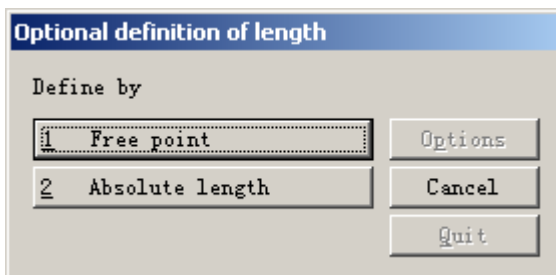 Optional definition of length
Define by
1 Free point
Options
2 Absolute length
Cancel
Quit